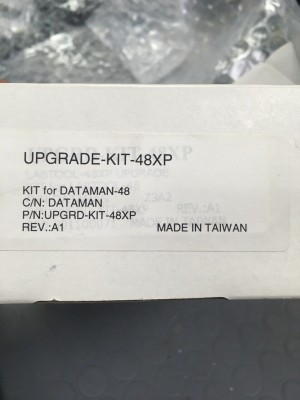 UPGRADE-KIT-48XP
KIT for DATAMAN-48
C/N: DATAMAN
P/N:UPGRD-KIT-48XP
REV.:A1 MADE IN TAIWAN